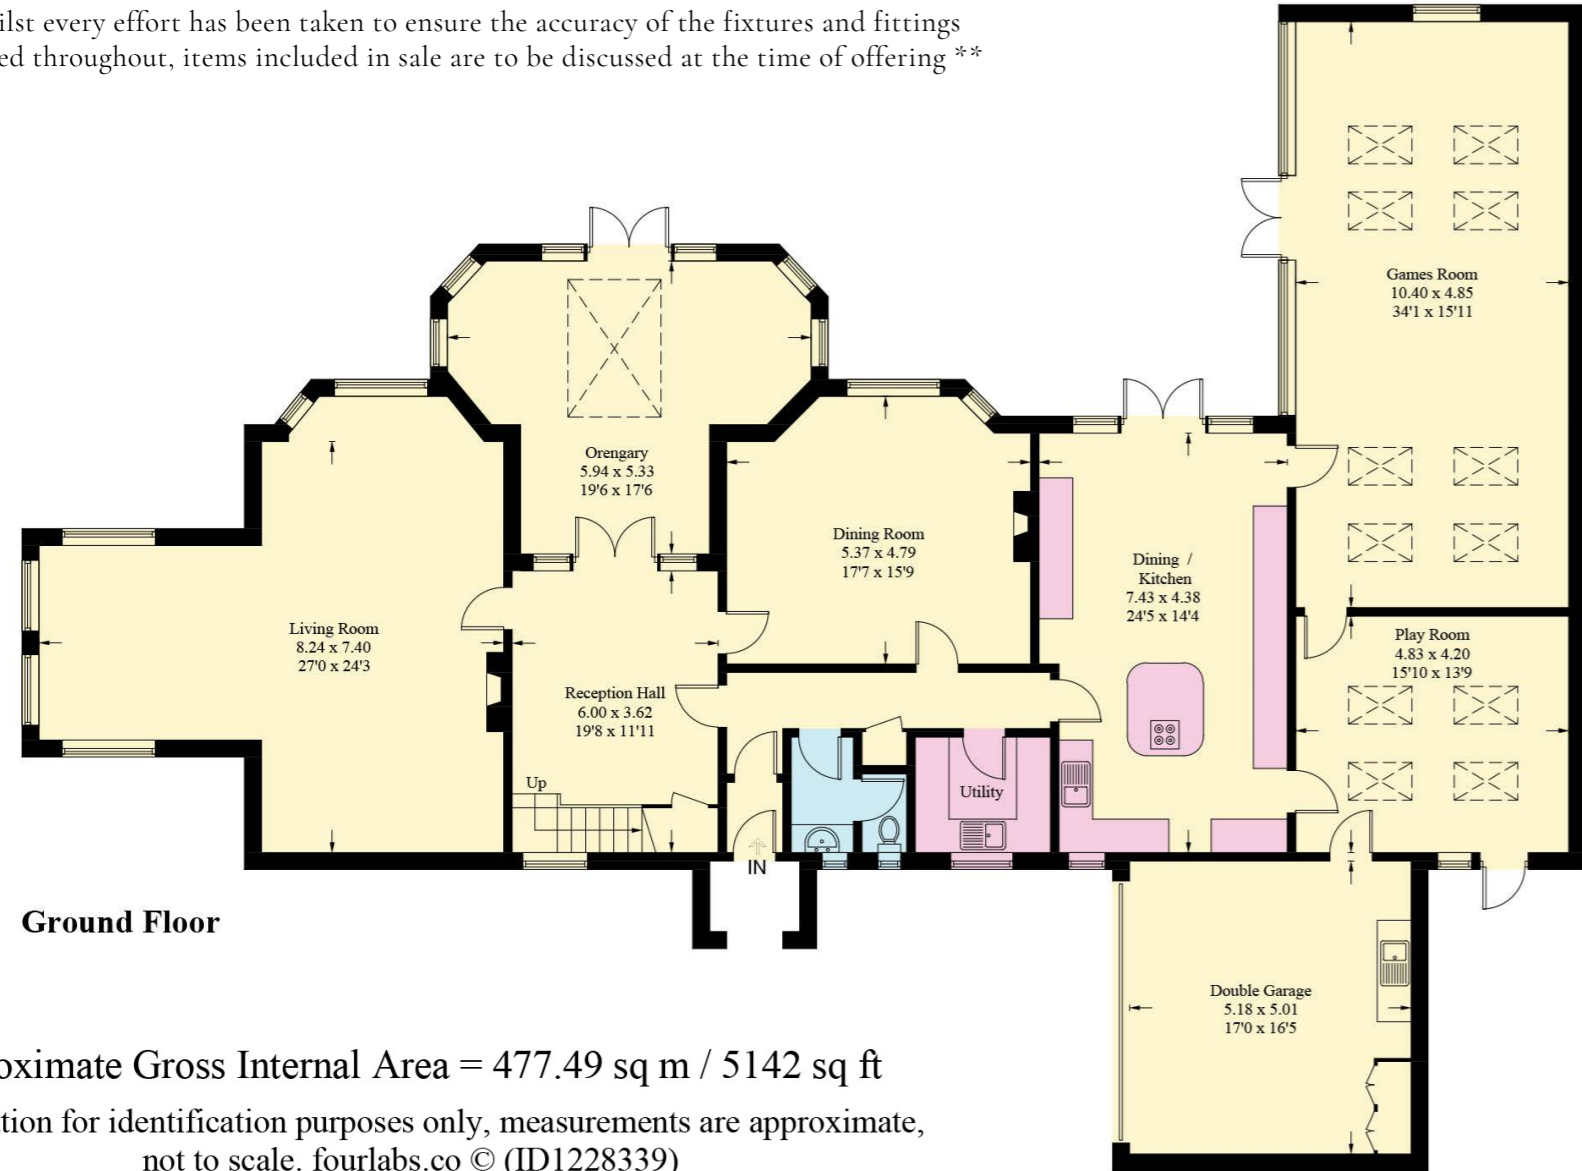 ilst every effort has been taken to ensure the accuracy of the fixtures and fittings
ed throughout, items included in sale are to be discussed at the time of offering **
Games Room
10.40 x 4.85
34'1 x 15'11
Orengary
5.94 x 5.33
19'6 x 17'6
Dining Room
5.37 x 4.79
17'7 x 15'9
Dining /
Kitchen
7.43 x 4.38
24'5 x 14'4
Living Room
8.24 x 7.40
27'0 x 24'3
Play Room
4.83 x 4.20
15'10 x 13'9
Reception Hall
6.00 x 3.62
19'8 x 11'11
Up
Utility
IN
Ground Floor
Double Garage
5.18 x 5.01
17'0 x 16'5
oximate Gross Internal Area = 477.49 sq m / 5142 sq ft
tion for identification purposes only, measurements are approximate,
not to scale. fourlabs.co © (ID1228339)